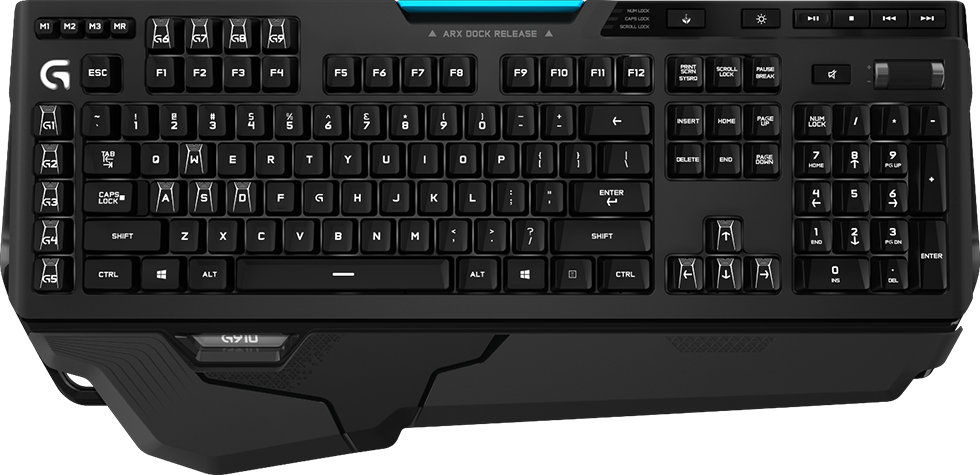 NUM LOCK
CAPS LOCK
SCROLL LOCK
M1 M2 M3 MR
G6 G7 G8 G9
▲ ARX DOCK RELEASE ▲
G ESC F1 F2 F3 F4 F5 F6 F7 F8 F9 F10 F11 F12
PRINT SCRN SYSRQ
SCROLL LOCK
PAUSE BREAK
G1 ~ ` ! 1 @ 2 # 3 $ 4 % 5 ^ 6 & 7 * 8 ( 9 ) 0 _ - + = ←
INSERT HOME PAGE UP
NUM LOCK / * -
G2 TAB Q W E R T Y U I O P { [ } ] | \
DELETE END PAGE DOWN
7 HOME 8 ↑ 9 PG UP +
G3 CAPS LOCK A S D F G H J K L : ; " ' ENTER
4 ← 5 6 →
G4 SHIFT Z X C V B N M < , > . ? / SHIFT
↑
1 END 2 ↓ 3 PG DN ENTER
G5 CTRL ALT ALT CTRL
← ↓ →
0 INS . DEL
G910